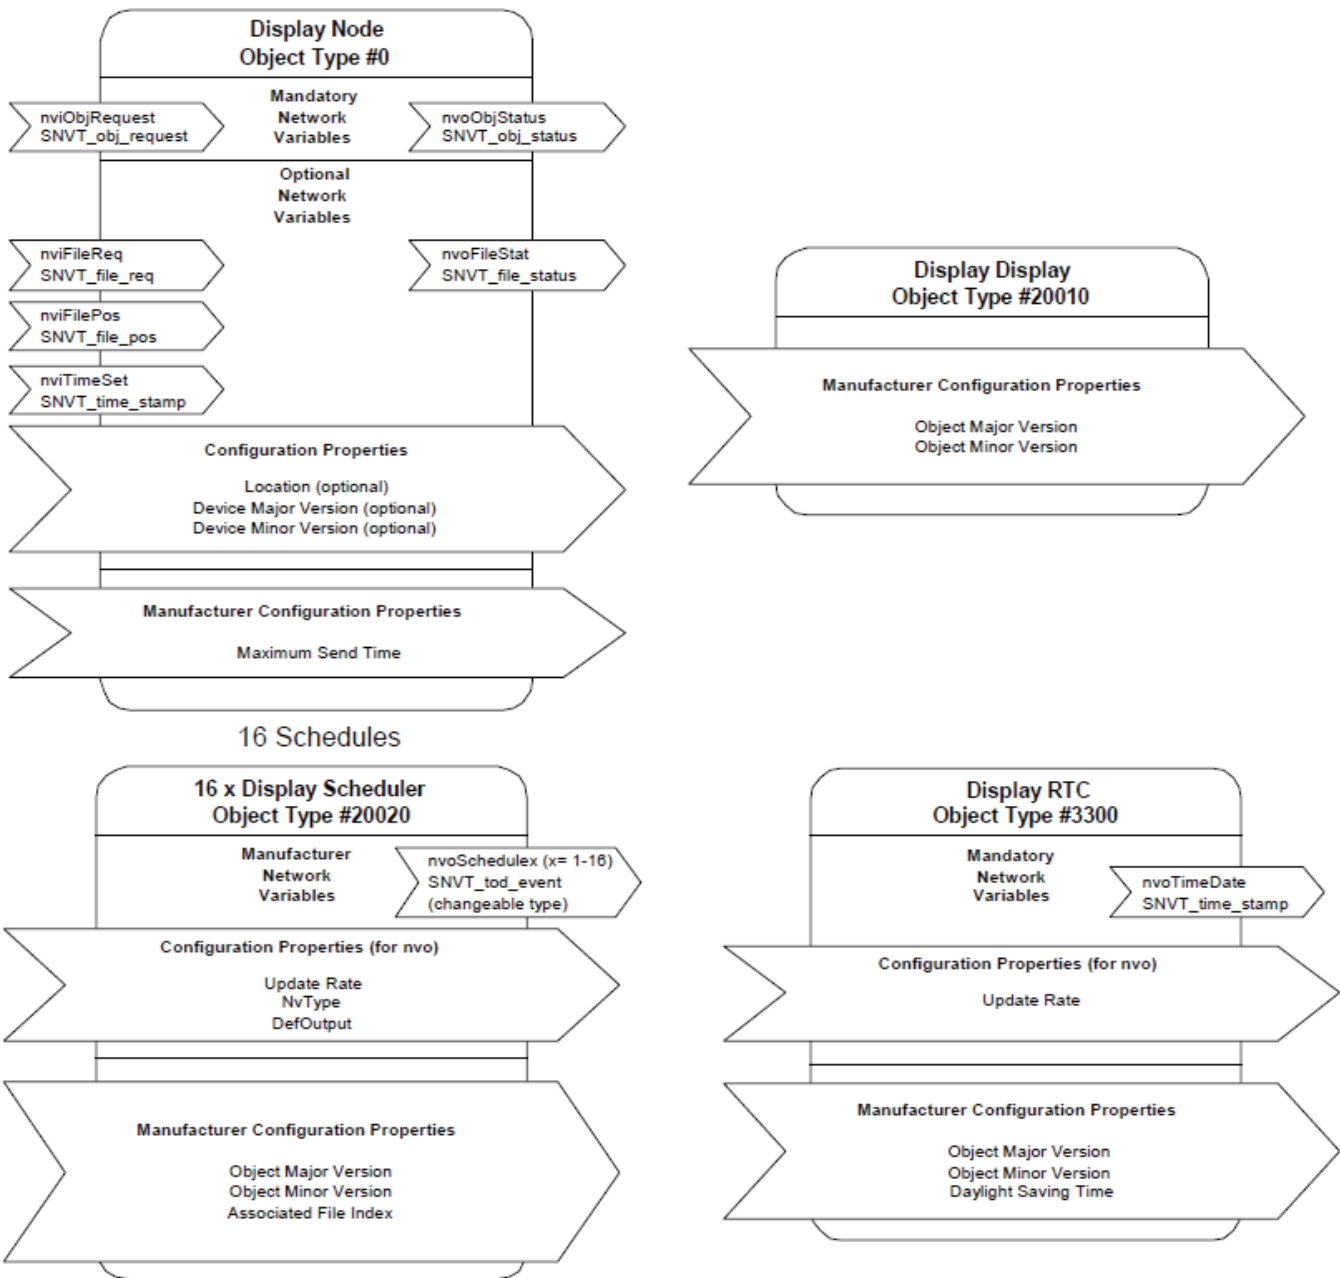 Display Node
Object Type #0
Mandatory
Network
Variables
nviObjRequest
SNVT_obj_request
nvoObjStatus
SNVT_obj_status
Optional
Network
Variables
nviFileReq
SNVT_file_req
nvoFileStat
SNVT_file_status
nviFilePos
SNVT_file_pos
nviTimeSet
SNVT_time_stamp
Configuration Properties
Location (optional)
Device Major Version (optional)
Device Minor Version (optional)
Manufacturer Configuration Properties
Maximum Send Time
Display Display
Object Type #20010
Manufacturer Configuration Properties
Object Major Version
Object Minor Version
16 Schedules
16 x Display Scheduler
Object Type #20020
Manufacturer
Network
Variables
nvoSchedulex (x= 1-16)
SNVT_tod_event
(changeable type)
Configuration Properties (for nvo)
Update Rate
NvType
DefOutput
Manufacturer Configuration Properties
Object Major Version
Object Minor Version
Associated File Index
Display RTC
Object Type #3300
Mandatory
Network
Variables
nvoTimeDate
SNVT_time_stamp
Configuration Properties (for nvo)
Update Rate
Manufacturer Configuration Properties
Object Major Version
Object Minor Version
Daylight Saving Time